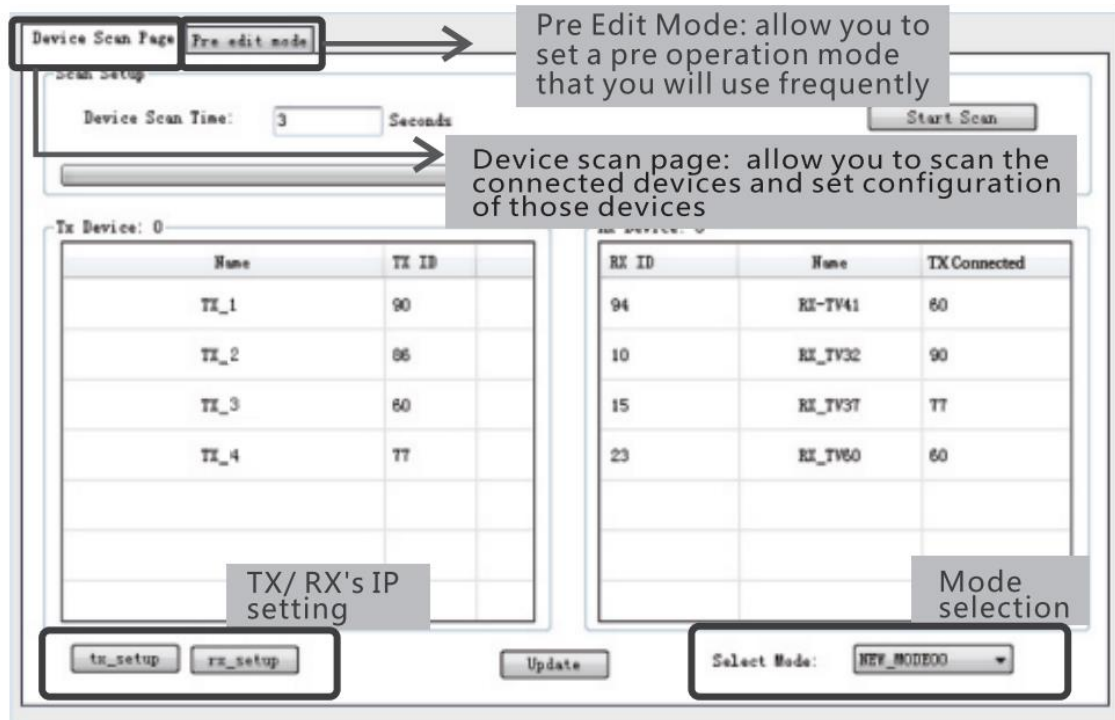 Device Scan Page
Pre edit mode
Pre Edit Mode: allow you to
set a pre operation mode
that you will use frequently
Scan Setup
Device Scan Time: 3 Seconds
Start Scan
Device scan page: allow you to scan the
connected devices and set configuration
of those devices
Tx Device: 0
Name TX ID
TX_1 90
TX_2 86
TX_3 60
TX_4 77
Rx Device: 0
RX ID Name TX Connected
94 RX-TV41 60
10 RX_TV32 90
15 RX_TV37 77
23 RX_TV60 60
TX/ RX's IP
setting
Mode
selection
tx_setup rx_setup
Update
Select Mode: NEW_MODE00